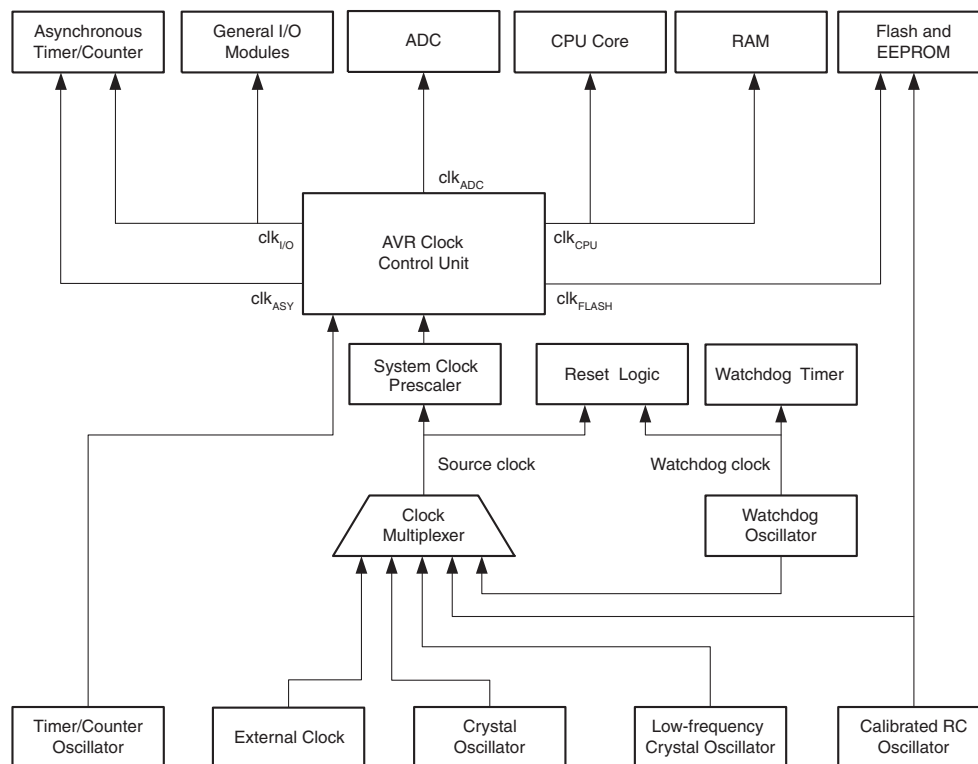 Asynchronous
Timer/Counter
General I/O
Modules
ADC
CPU Core
RAM
Flash and
EEPROM
clkADC
clkI/O
AVR Clock
Control Unit
clkCPU
clkASY
clkFLASH
System Clock
Prescaler
Reset Logic
Watchdog Timer
Source clock
Watchdog clock
Clock
Multiplexer
Watchdog
Oscillator
Timer/Counter
Oscillator
External Clock
Crystal
Oscillator
Low-frequency
Crystal Oscillator
Calibrated RC
Oscillator